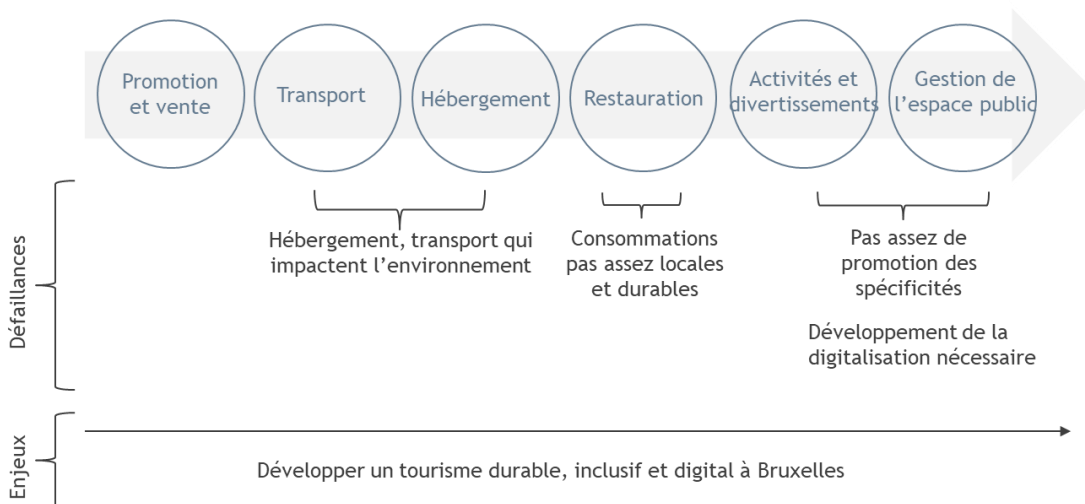 Promotion
et vente
Transport
Hébergement
Restauration
Activités et
divertissements
Gestion de
l’espace public
Défaillances
Hébergement, transport qui
impactent l’environnement
Consommations
pas assez locales
et durables
Pas assez de
promotion des
spécificités
Développement de la
digitalisation nécessaire
Enjeux
Développer un tourisme durable, inclusif et digital à Bruxelles